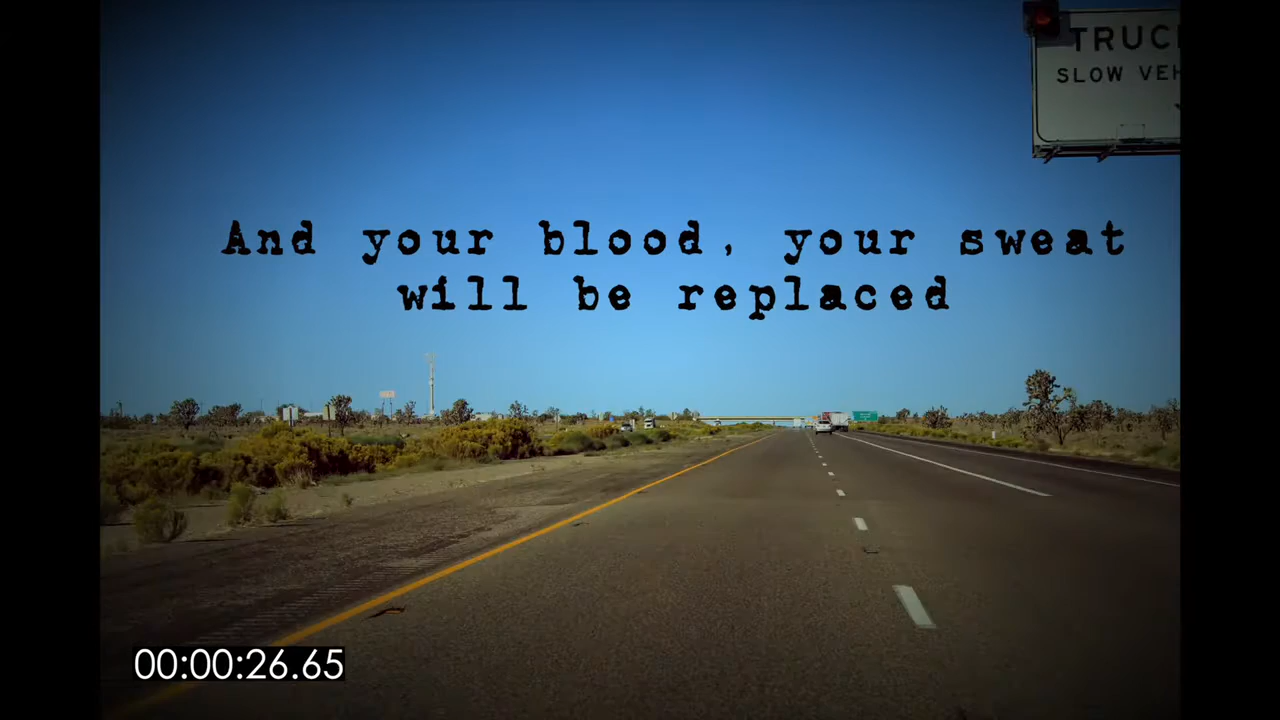 TRUC
SLOW VEH
And your blood, your sweat
will be replaced
00:00:26.65